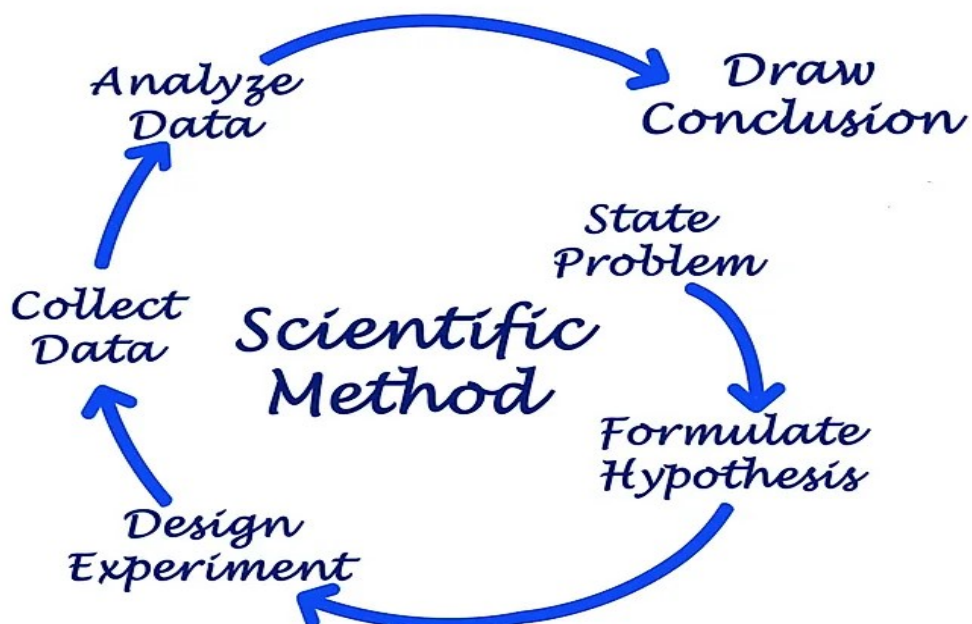 Analyze
Data
Draw
Conclusion
State
Problem
Collect
Data
Scientific
Method
Formulate
Hypothesis
Design
Experiment